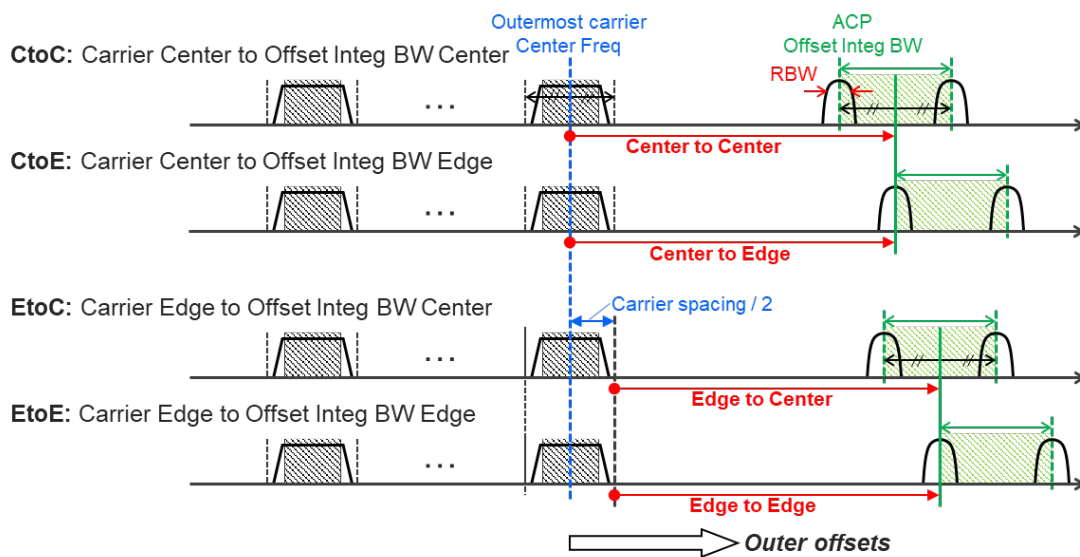 Outermost carrier
Center Freq
ACP
Offset Integ BW
CtoC: Carrier Center to Offset Integ BW Center
RBW
...
Center to Center
CtoE: Carrier Center to Offset Integ BW Edge
...
Center to Edge
EtoC: Carrier Edge to Offset Integ BW Center
Carrier spacing / 2
...
Edge to Center
EtoE: Carrier Edge to Offset Integ BW Edge
...
Edge to Edge
Outer offsets